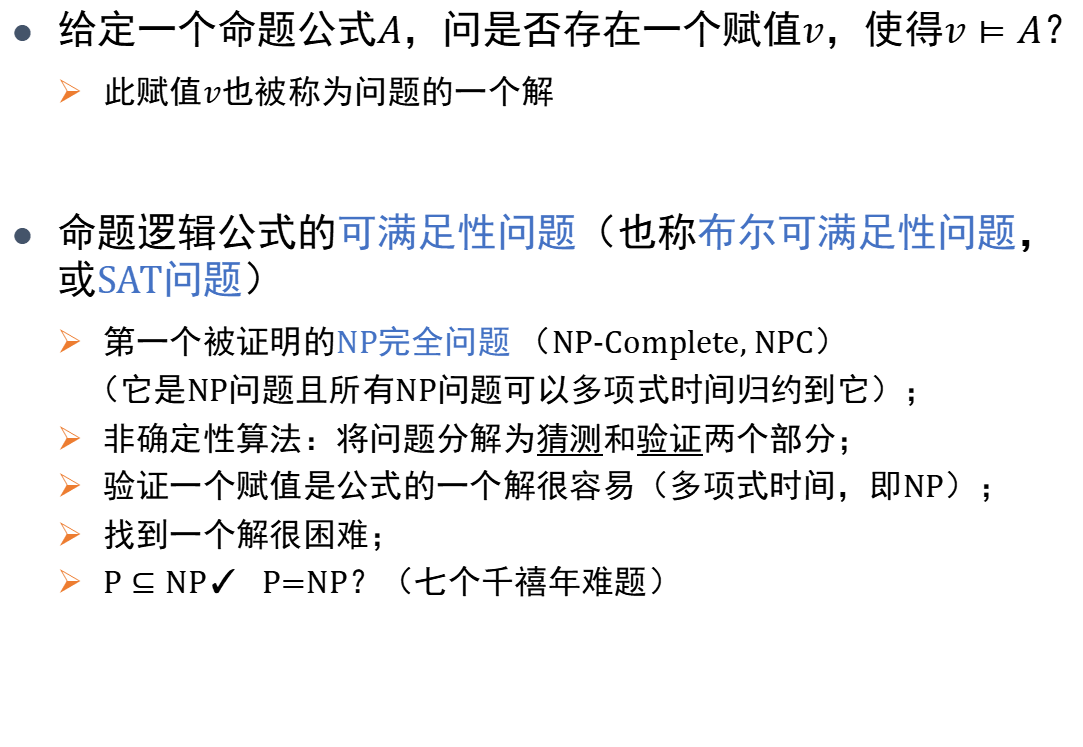 ● 给定一个命题公式A，问是否存在一个赋值v，使得v ⊨ A？
➢ 此赋值v也被称为问题的一个解
● 命题逻辑公式的可满足性问题（也称布尔可满足性问题，
或SAT问题）
➢ 第一个被证明的NP完全问题 （NP-Complete, NPC）
（它是NP问题且所有NP问题可以多项式时间归约到它）；
➢ 非确定性算法：将问题分解为猜测和验证两个部分；
➢ 验证一个赋值是公式的一个解很容易（多项式时间，即NP）；
➢ 找到一个解很困难；
➢ P ⊆ NP✓ P=NP？（七个千禧年难题）